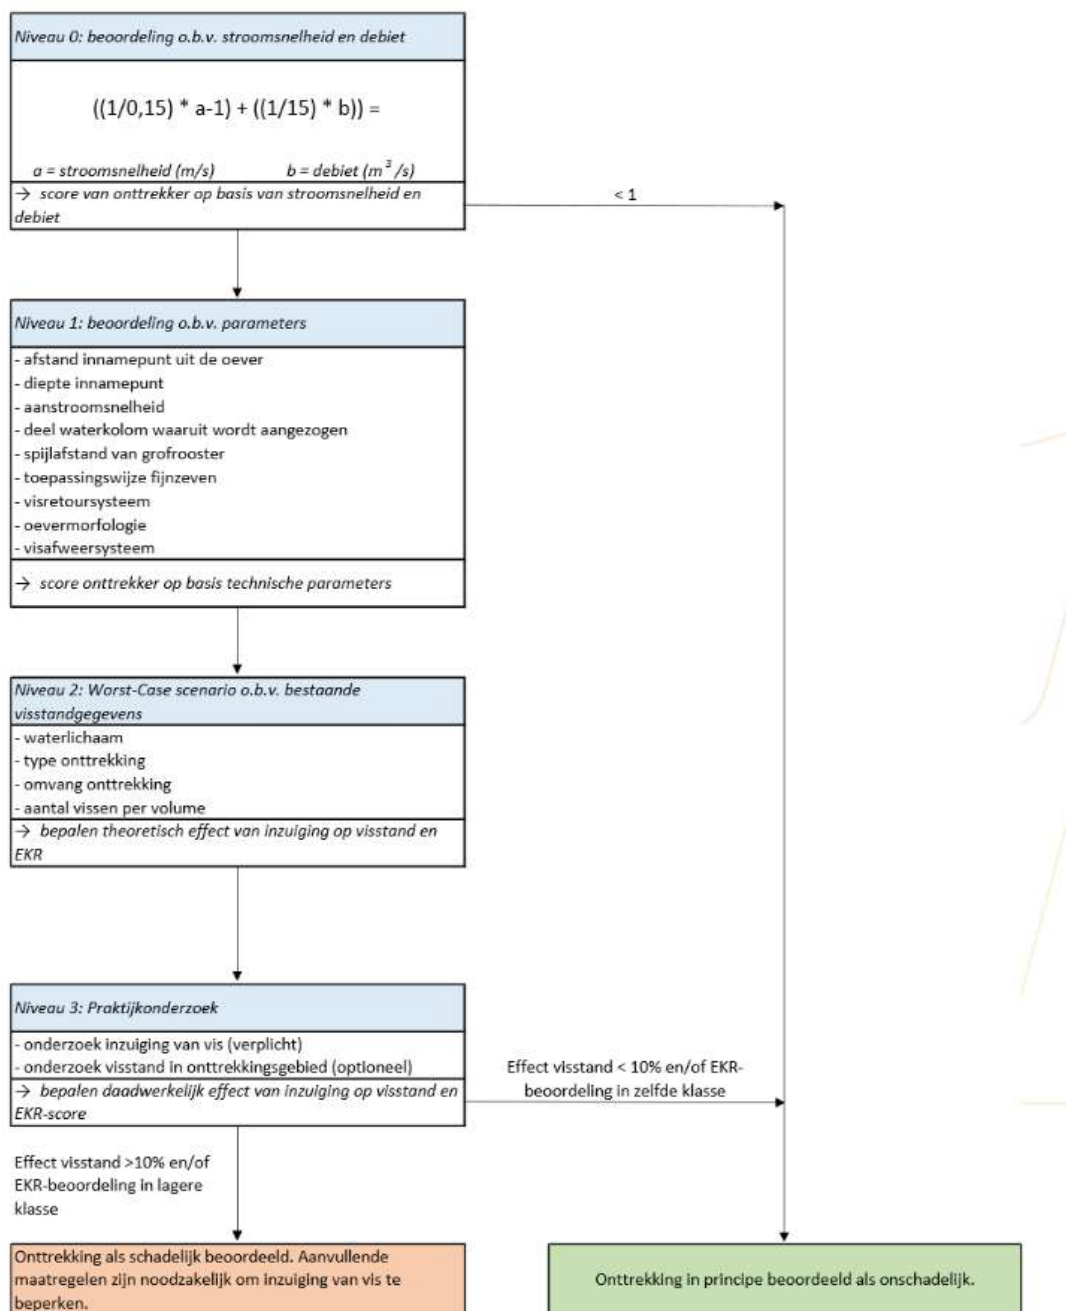 Niveau 0: beoordeling o.b.v. stroomsnelheid en debiet
((1/0,15) * a-1) + ((1/15) * b)) =
a = stroomsnelheid (m/s) b = debiet (m³/s)
→ score van onttrekker op basis van stroomsnelheid en
debiet
< 1
Niveau 1: beoordeling o.b.v. parameters
- afstand innamepunt uit de oever
- diepte innamepunt
- aanstroomsnelheid
- deel waterkolom waaruit wordt aangezogen
- spijlafstand van grofrooster
- toepassingswijze fijnzeven
- visretoursysteem
- oevermorfologie
- visafweersysteem
→ score onttrekker op basis technische parameters
Niveau 2: Worst-Case scenario o.b.v. bestaande
visstandgegevens
- waterlichaam
- type onttrekking
- omvang onttrekking
- aantal vissen per volume
→ bepalen theoretisch effect van inzuiging op visstand en
EKR
Niveau 3: Praktijkonderzoek
- onderzoek inzuiging van vis (verplicht)
- onderzoek visstand in onttrekkingsgebied (optioneel)
→ bepalen daadwerkelijk effect van inzuiging op visstand en
EKR-score
Effect visstand < 10% en/of EKR-
beoordeling in zelfde klasse
Effect visstand >10% en/of
EKR-beoordeling in lagere
klasse
Onttrekking als schadelijk beoordeeld. Aanvullende
maatregelen zijn noodzakelijk om inzuiging van vis te
beperken.
Onttrekking in principe beoordeeld als onschadelijk.